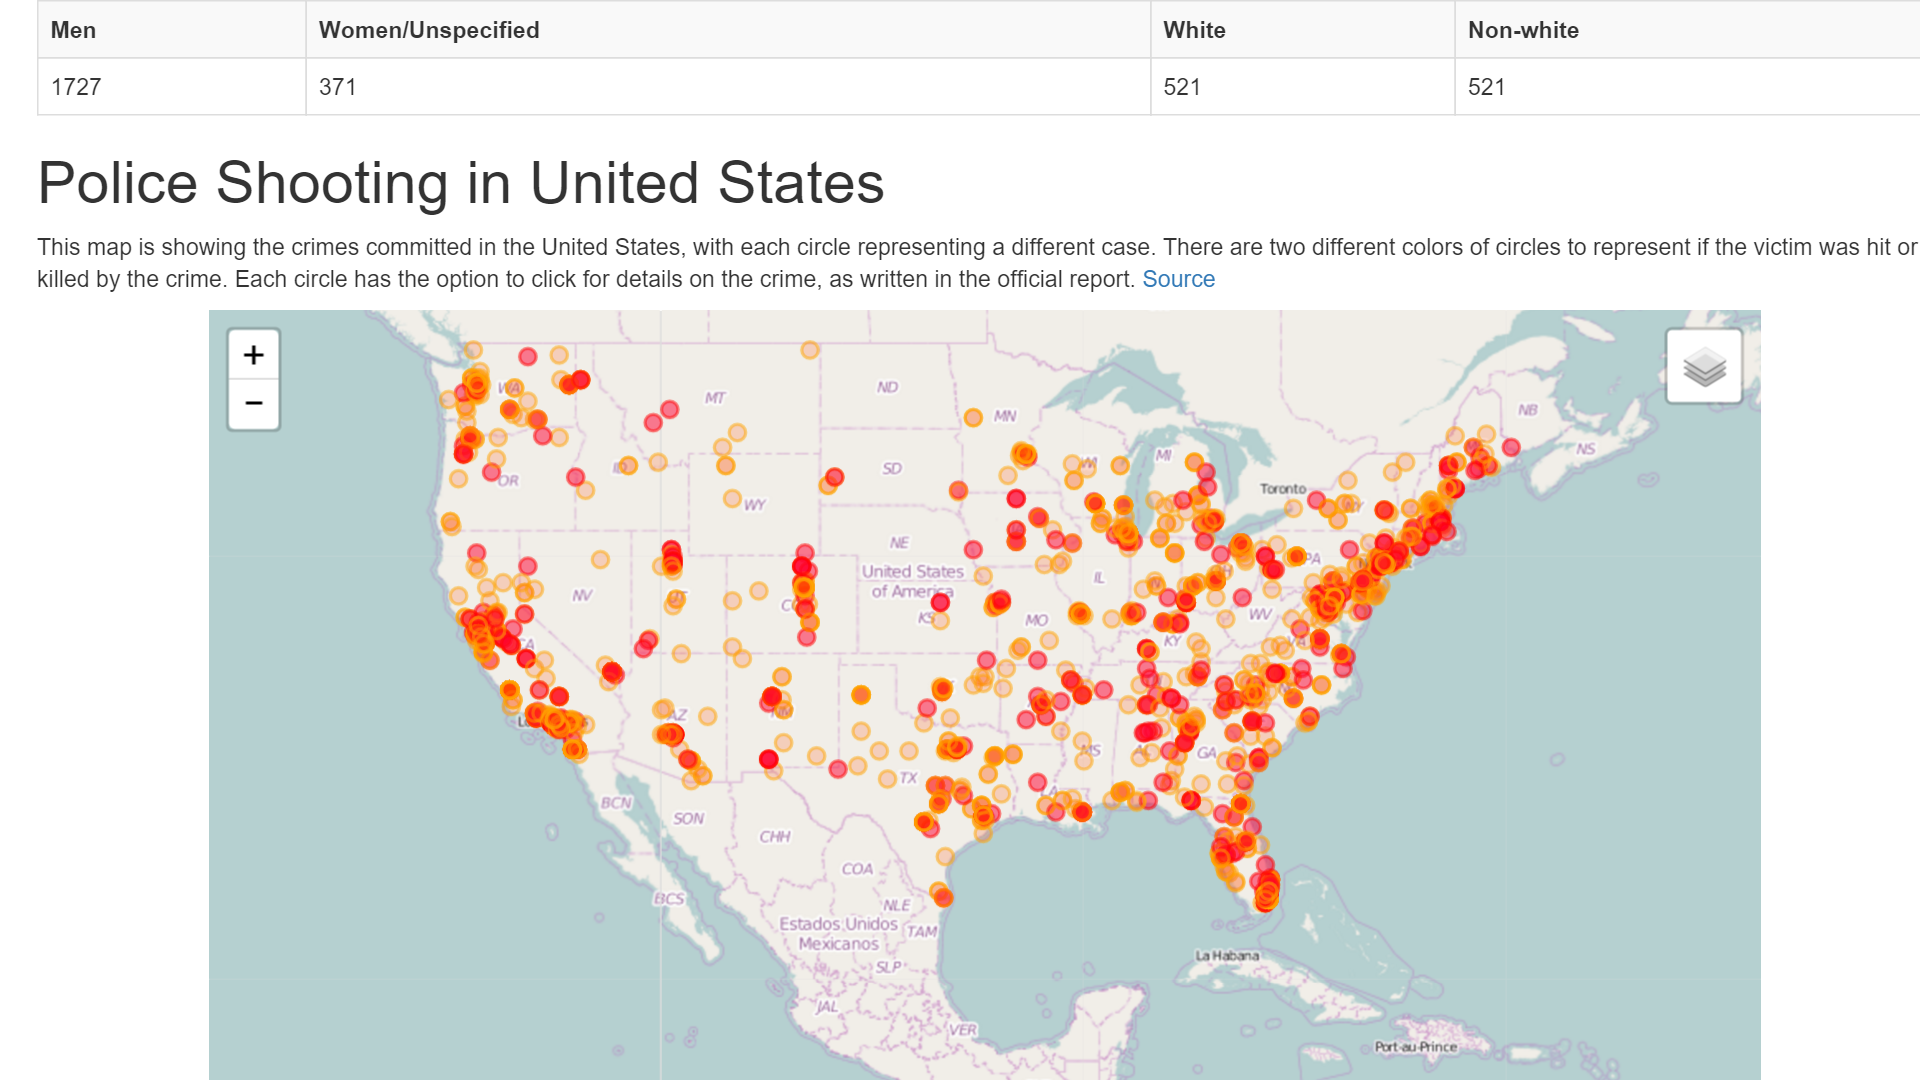 Men Women/Unspecified White Non-white
1727 371 521 521
Police Shooting in United States
This map is showing the crimes committed in the United States, with each circle representing a different case. There are two different colors of circles to represent if the victim was hit or
killed by the crime. Each circle has the option to click for details on the crime, as written in the official report. Source
+
−
WA
MT
ND
MN
NB
NS
OR
ID
SD
WI
MI
Toronto
WY
NE
PA
United States
of America
NV
IL
KS
MO
WV
KY
CA
VA
AZ
NM
MS
GA
TX
LA
BCN
SON
CHH
COA
BCS
NLE
Estados Unidos
Mexicanos
TAM
SLP
La Habana
JAL
VER
Port-au-Prince